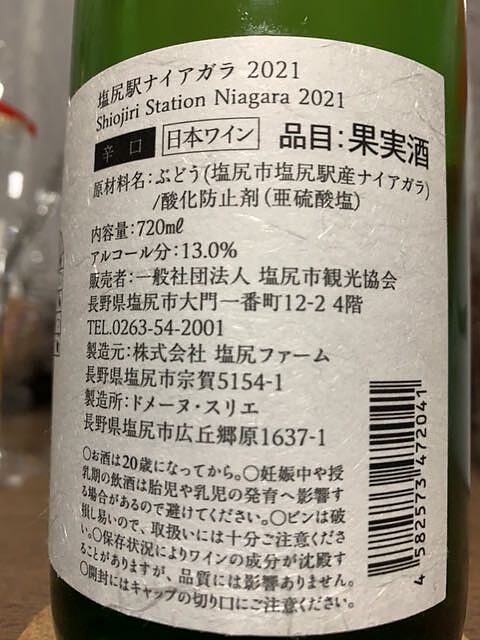 塩尻駅ナイアガラ 2021
Shiojiri Station Niagara 2021
辛口 日本ワイン 品目:果実酒
原材料名:ぶどう(塩尻市塩尻駅産ナイアガラ)
/酸化防止剤(亜硫酸塩)
内容量:720㎖
アルコール分:13.0%
販売者:一般社団法人 塩尻市観光協会
長野県塩尻市大門一番町12-2 4階
TEL.0263-54-2001
製造元:株式会社 塩尻ファーム
長野県塩尻市宗賀5154-1
製造所:ドメーヌ・スリエ
長野県塩尻市広丘郷原1637-1
○お酒は20歳になってから。○妊娠中や授
乳期の飲酒は胎児や乳児の発育へ影響す
る場合があるので避けてください。○ビンは破
損し易いので、取扱いには十分ご注意くださ
い。○保存状況によりワインの成分が沈殿す
ることがありますが、品質には影響ありません。
○開封にはキャップの切り口にご注意ください。
4 582573 472041